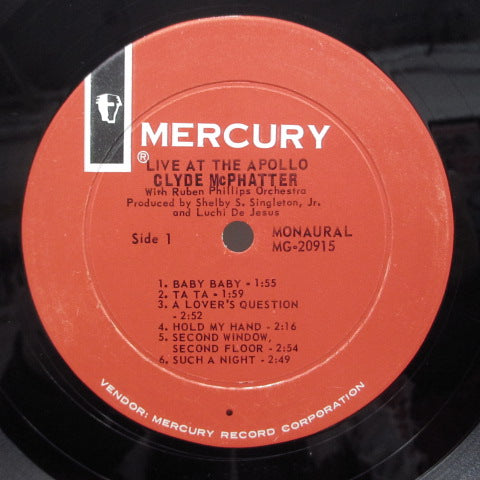 MERCURY
®
LIVE AT THE APOLLO
CLYDE McPHATTER
With Ruben Phillips Orchestra
Produced by Shelby S. Singleton, Jr.
and Luchi De Jesus
Side 1
MONAURAL
MG-20915
1. BABY BABY - 1:55
2. TA TA - 1:59
3. A LOVER'S QUESTION
- 2:52
4. HOLD MY HAND - 2:16
5. SECOND WINDOW,
SECOND FLOOR - 2:54
6. SUCH A NIGHT - 2:49
VENDOR: MERCURY RECORD CORPORATION